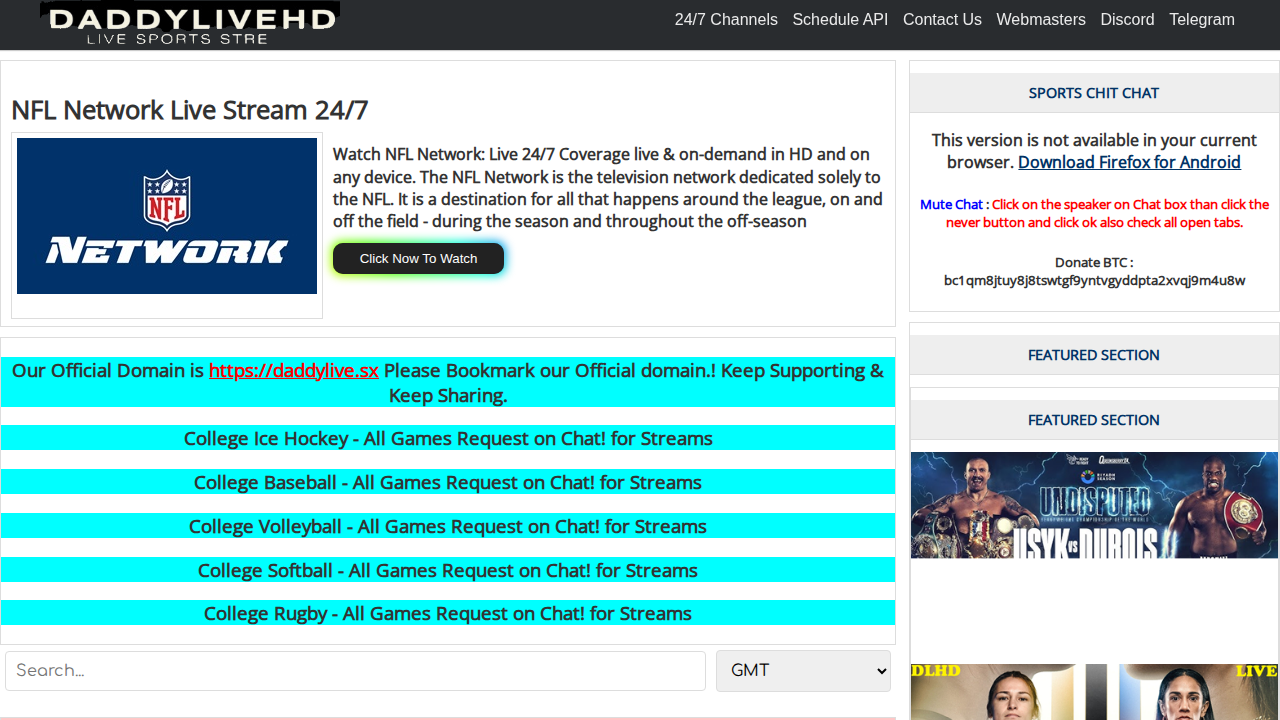 DADDYLIVEHD
LIVE SPORTS STRE
24/7 Channels Schedule API Contact Us Webmasters Discord Telegram
NFL Network Live Stream 24/7
NFL
NETWORK
Watch NFL Network: Live 24/7 Coverage live & on-demand in HD and on
any device. The NFL Network is the television network dedicated solely to
the NFL. It is a destination for all that happens around the league, on and
off the field - during the season and throughout the off-season
Click Now To Watch
Our Official Domain is https://daddylive.sx Please Bookmark our Official domain.! Keep Supporting &
Keep Sharing.
College Ice Hockey - All Games Request on Chat! for Streams
College Baseball - All Games Request on Chat! for Streams
College Volleyball - All Games Request on Chat! for Streams
College Softball - All Games Request on Chat! for Streams
College Rugby - All Games Request on Chat! for Streams
Search...
GMT
SPORTS CHIT CHAT
This version is not available in your current
browser. Download Firefox for Android
Mute Chat : Click on the speaker on Chat box than click the
never button and click ok also check all open tabs.
Donate BTC :
bc1qm8jtuy8j8tswtgf9yntvgyddpta2xvqj9m4u8w
FEATURED SECTION
FEATURED SECTION
RIYADH
SEASON
UNDISPUTED
USYK VS DUBOIS
DLHD
LIVE